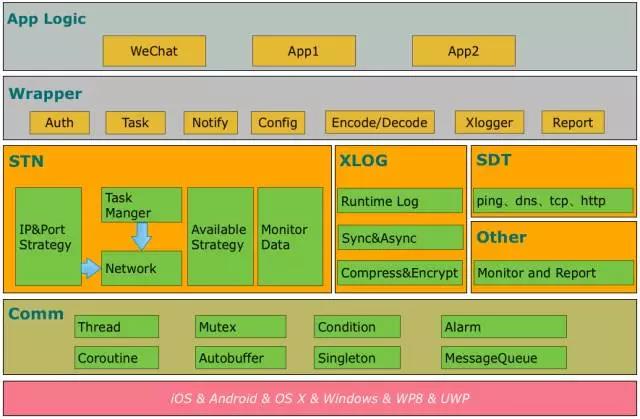 App Logic
WeChat App1 App2
Wrapper
Auth Task Notify Config Encode/Decode Xlogger Report
STN
IP&Port
Strategy
Task
Manger
Network
Available
Strategy
Monitor
Data
XLOG
Runtime Log
Sync&Async
Compress&Encrypt
SDT
ping、dns、tcp、http
Other
Monitor and Report
Comm
Thread Mutex Condition Alarm
Coroutine Autobuffer Singleton MessageQueue
iOS & Android & OS X & Windows & WP8 & UWP